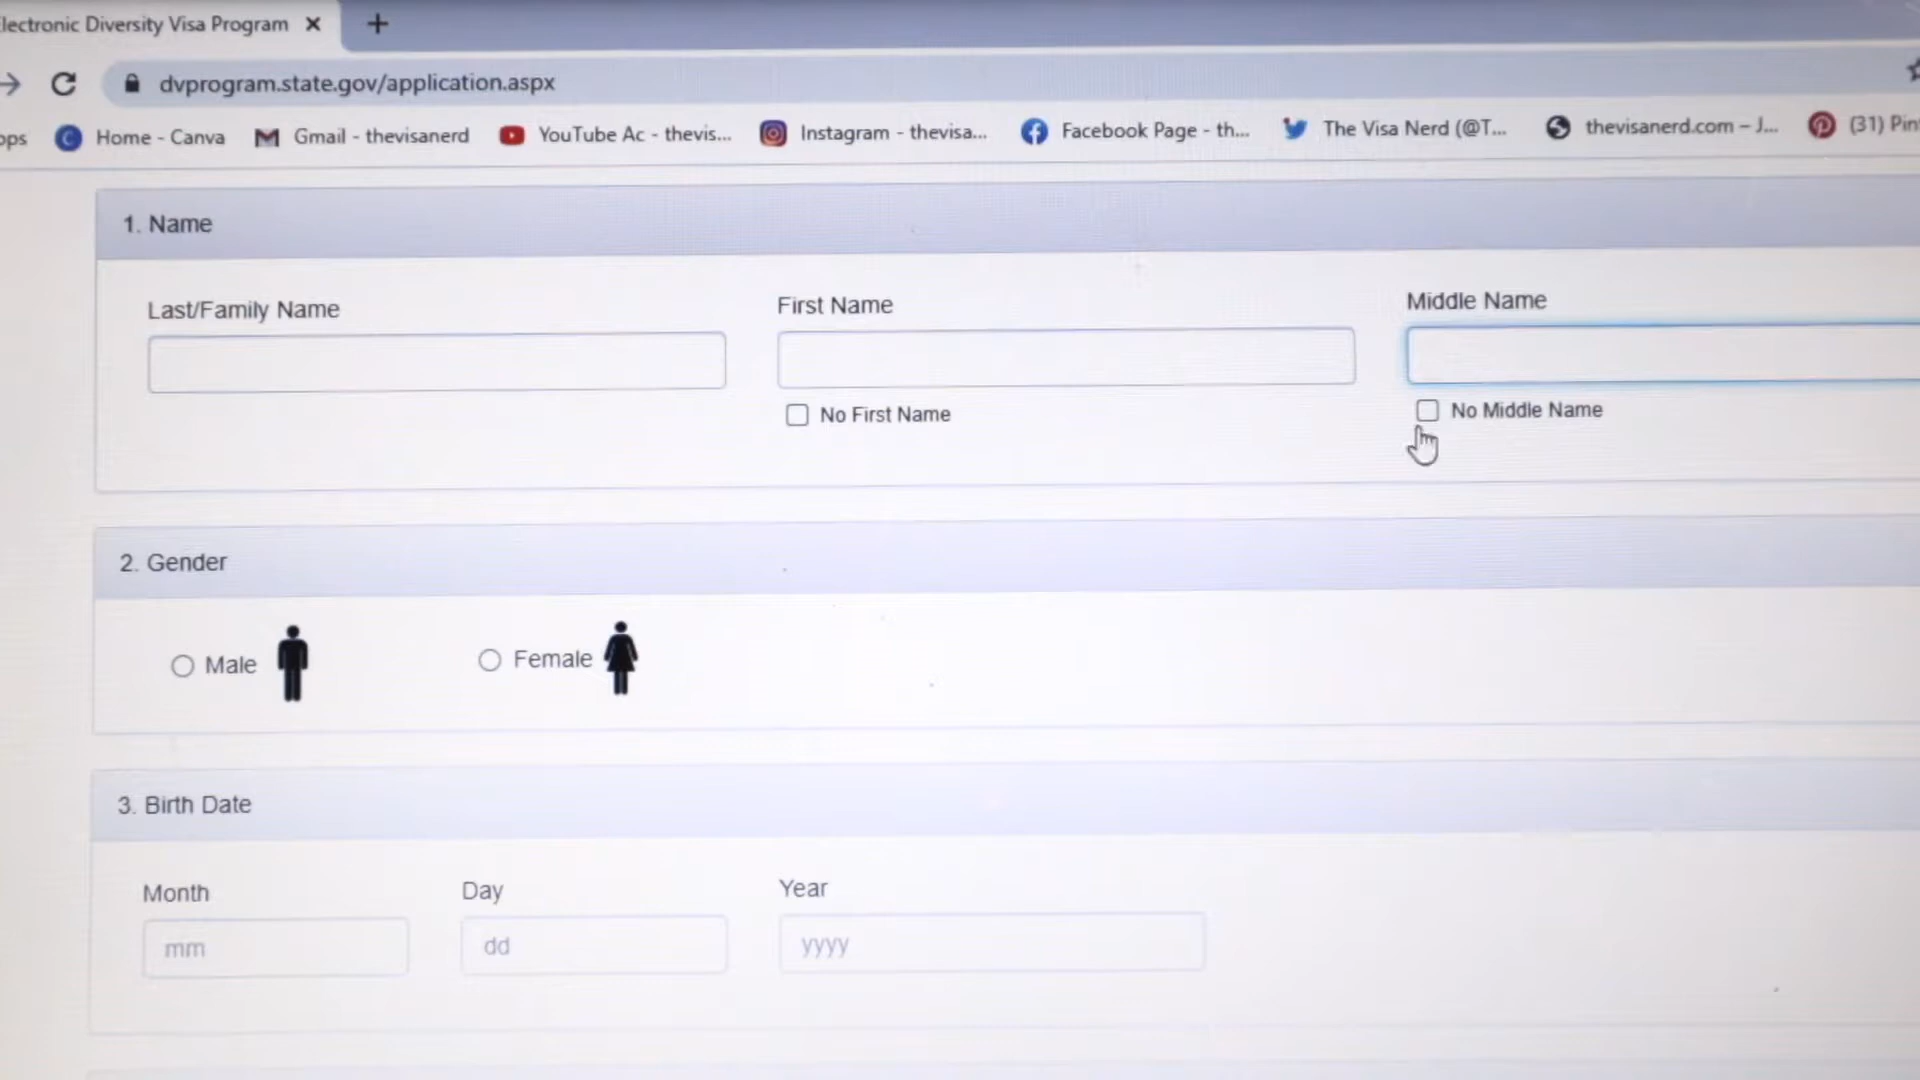 lectronic Diversity Visa Program
dvprogram.state.gov/application.aspx
ops Home - Canva Gmail - thevisanerd YouTube Ac - thevis... Instagram - thevisa... Facebook Page - th... The Visa Nerd (@T... thevisanerd.com – J... (31) Pin
1. Name
Last/Family Name First Name Middle Name
No First Name No Middle Name
2. Gender
Male Female
3. Birth Date
Month Day Year
mm dd yyyy